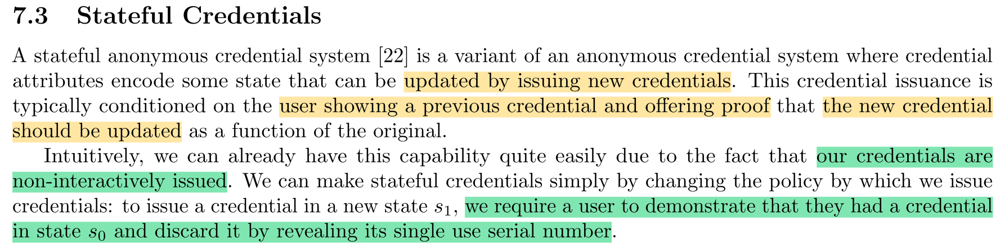 7.3 Stateful Credentials
A stateful anonymous credential system [22] is a variant of an anonymous credential system where credential
attributes encode some state that can be updated by issuing new credentials. This credential issuance is
typically conditioned on the user showing a previous credential and offering proof that the new credential
should be updated as a function of the original.
Intuitively, we can already have this capability quite easily due to the fact that our credentials are
non-interactively issued. We can make stateful credentials simply by changing the policy by which we issue
credentials: to issue a credential in a new state s₁, we require a user to demonstrate that they had a credential
in state s₀ and discard it by revealing its single use serial number.